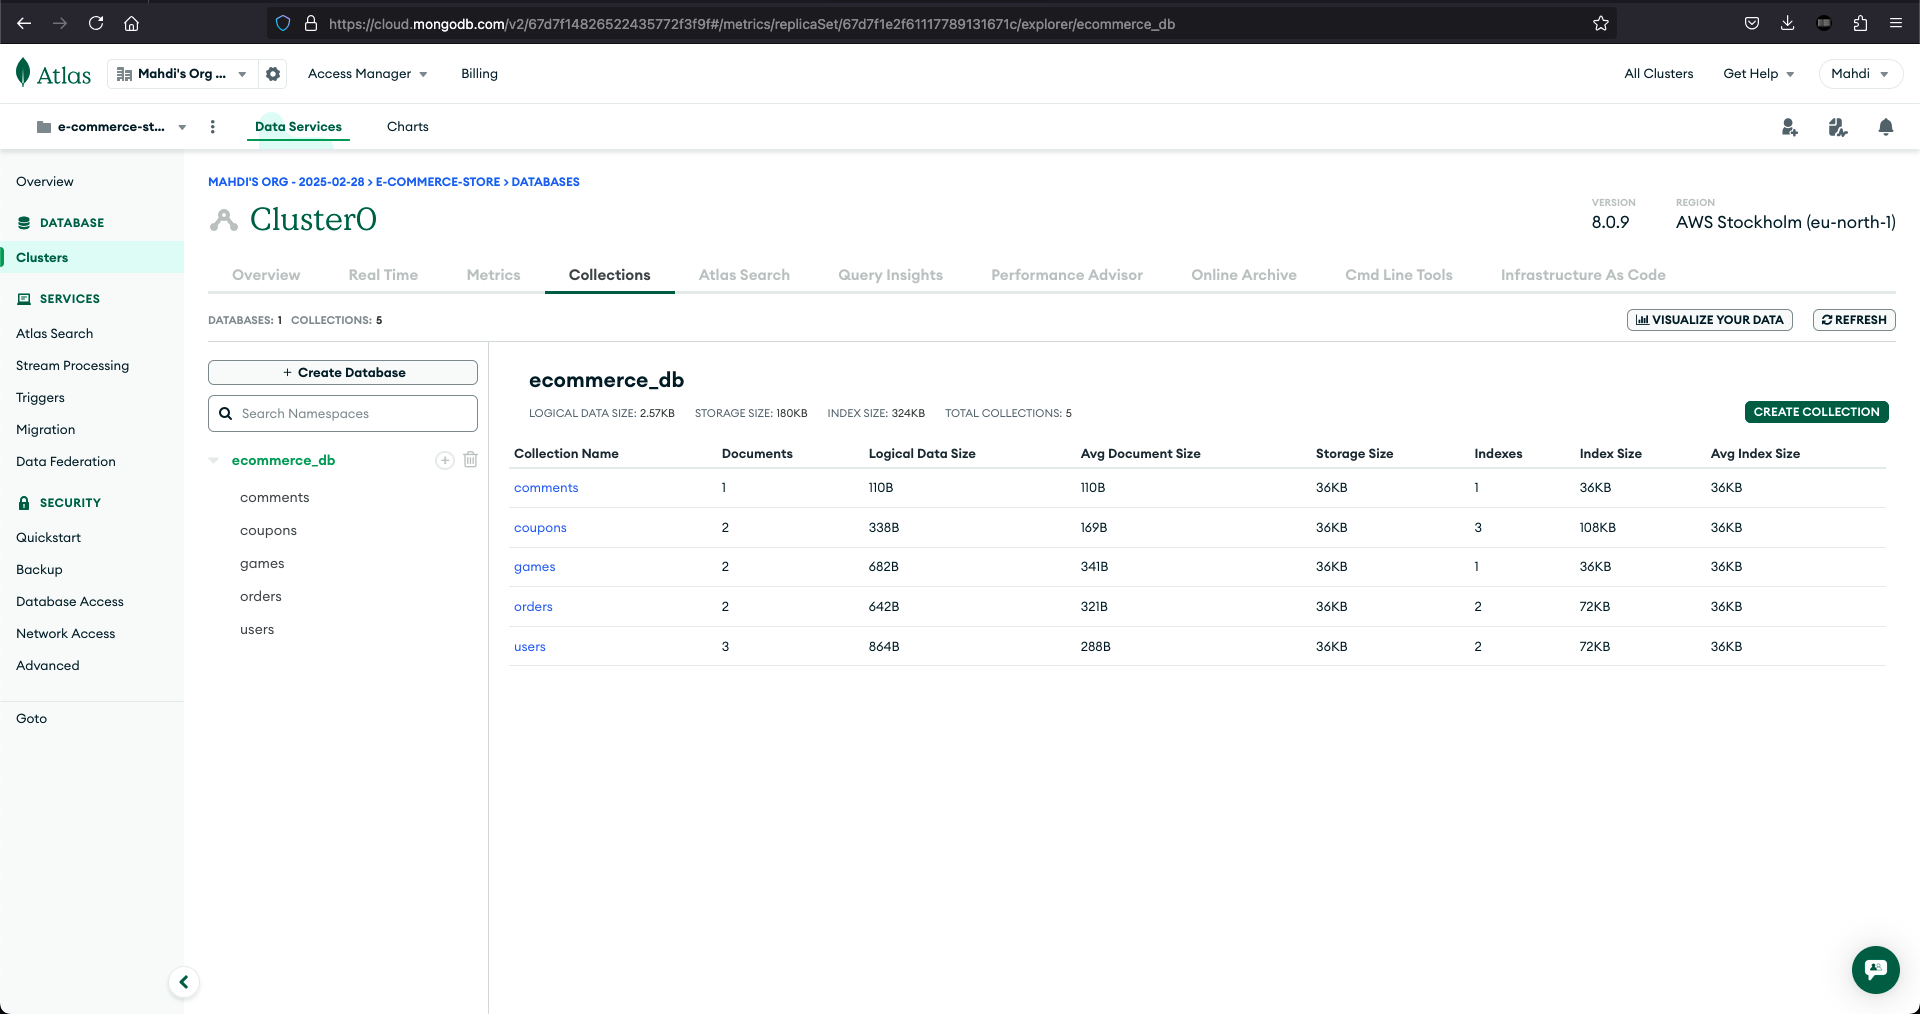 https://cloud.mongodb.com/v2/67d7f14826522435772f3f9f#/metrics/replicaSet/67d7f1e2f61117789131671c/explorer/ecommerce_db
Atlas Mahdi's Org ... Access Manager Billing All Clusters Get Help Mahdi
e-commerce-st... Data Services Charts
Overview
DATABASE
Clusters
SERVICES
Atlas Search
Stream Processing
Triggers
Migration
Data Federation
SECURITY
Quickstart
Backup
Database Access
Network Access
Advanced
Goto
MAHDI'S ORG - 2025-02-28 > E-COMMERCE-STORE > DATABASES
Cluster0
VERSION REGION
8.0.9 AWS Stockholm (eu-north-1)
Overview Real Time Metrics Collections Atlas Search Query Insights Performance Advisor Online Archive Cmd Line Tools Infrastructure As Code
DATABASES: 1 COLLECTIONS: 5 VISUALIZE YOUR DATA REFRESH
+ Create Database
Search Namespaces
ecommerce_db
comments
coupons
games
orders
users
ecommerce_db
LOGICAL DATA SIZE: 2.57KB STORAGE SIZE: 180KB INDEX SIZE: 324KB TOTAL COLLECTIONS: 5 CREATE COLLECTION
Collection Name Documents Logical Data Size Avg Document Size Storage Size Indexes Index Size Avg Index Size
comments 1 110B 110B 36KB 1 36KB 36KB
coupons 2 338B 169B 36KB 3 108KB 36KB
games 2 682B 341B 36KB 1 36KB 36KB
orders 2 642B 321B 36KB 2 72KB 36KB
users 3 864B 288B 36KB 2 72KB 36KB